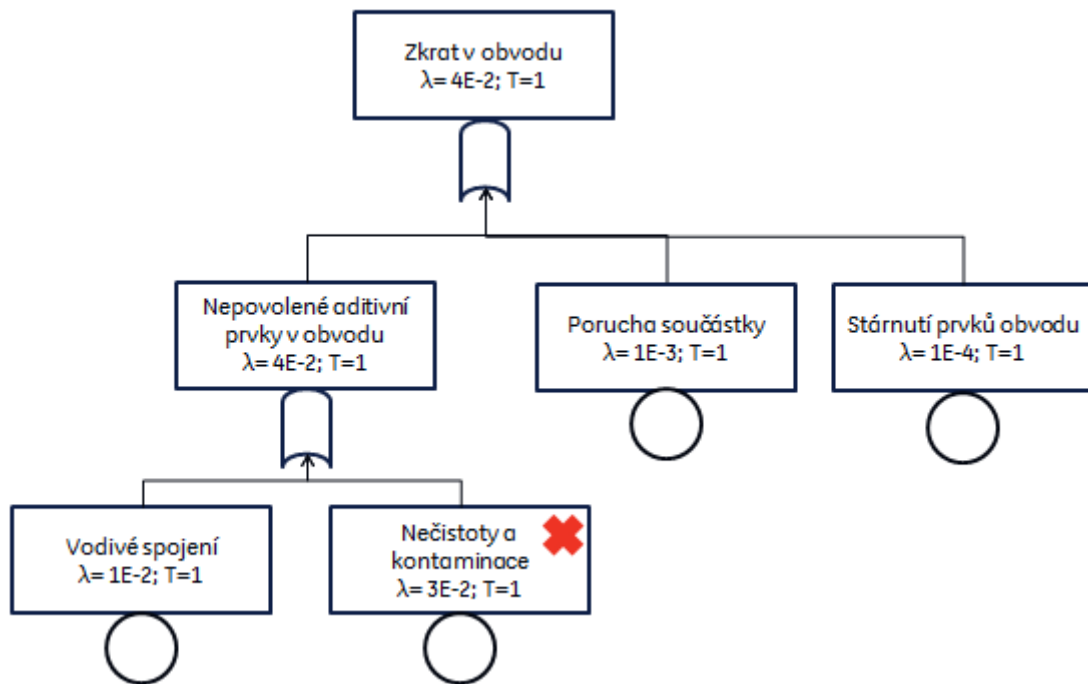 Zkrat v obvodu
λ= 4E-2; T=1
Nepovolené aditivní
prvky v obvodu
λ= 4E-2; T=1
Porucha součástky
λ= 1E-3; T=1
Stárnutí prvků obvodu
λ= 1E-4; T=1
Vodivé spojení
λ= 1E-2; T=1
Nečistoty a
kontaminace
λ= 3E-2; T=1